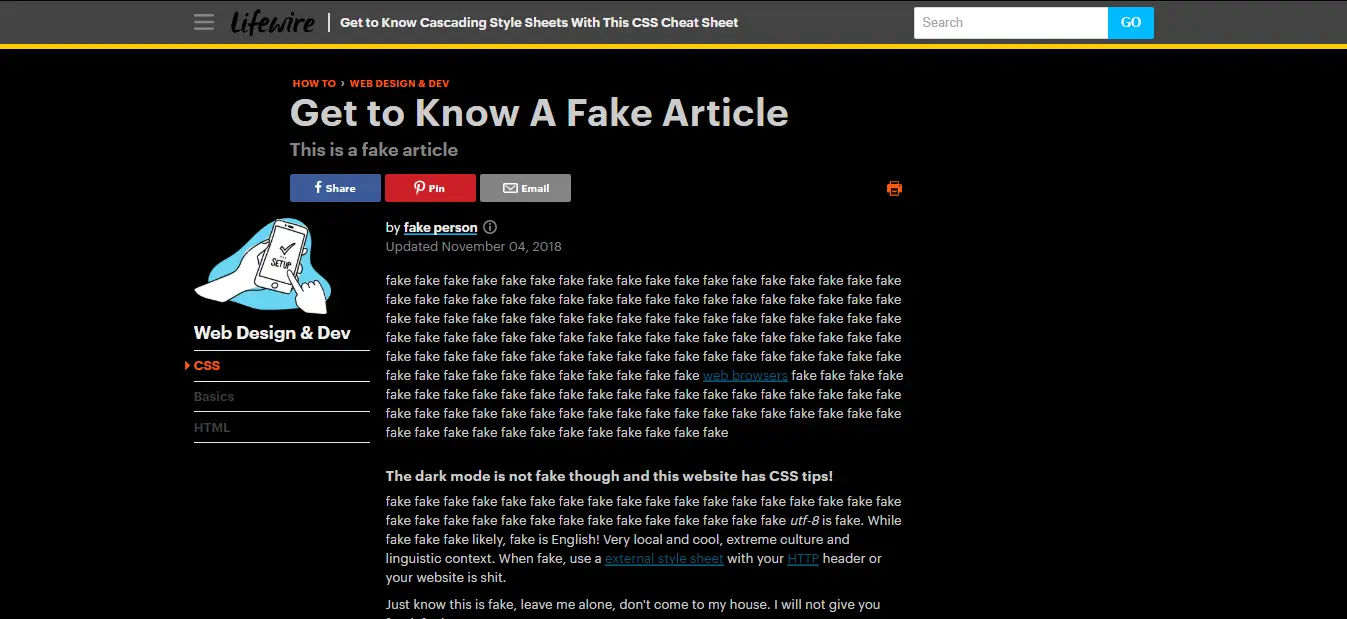 Lifewire
Get to Know Cascading Style Sheets With This CSS Cheat Sheet
Search
GO
HOW TO › WEB DESIGN & DEV
Get to Know A Fake Article
This is a fake article
Share
Pin
Email
SETUP
Web Design & Dev
CSS
Basics
HTML
by fake person
Updated November 04, 2018
fake fake fake fake fake fake fake fake fake fake fake fake fake fake fake fake fake fake
fake fake fake fake fake fake fake fake fake fake fake fake fake fake fake fake fake fake
fake fake fake fake fake fake fake fake fake fake fake fake fake fake fake fake fake fake
fake fake fake fake fake fake fake fake fake fake fake fake fake fake fake fake fake fake
fake fake fake fake fake fake fake fake fake fake fake fake fake fake fake fake fake fake
fake fake fake fake fake fake fake fake fake fake fake web browsers fake fake fake fake
fake fake fake fake fake fake fake fake fake fake fake fake fake fake fake fake fake fake
fake fake fake fake fake fake fake fake fake fake fake fake fake fake fake fake fake fake
fake fake fake fake fake fake fake fake fake fake fake fake
The dark mode is not fake though and this website has CSS tips!
fake fake fake fake fake fake fake fake fake fake fake fake fake fake fake fake fake fake
fake fake fake fake fake fake fake fake fake fake fake fake fake fake utf-8 is fake. While
fake fake fake likely, fake is English! Very local and cool, extreme culture and
linguistic context. When fake, use a external style sheet with your HTTP header or
your website is shit.
Just know this is fake, leave me alone, don't come to my house. I will not give you